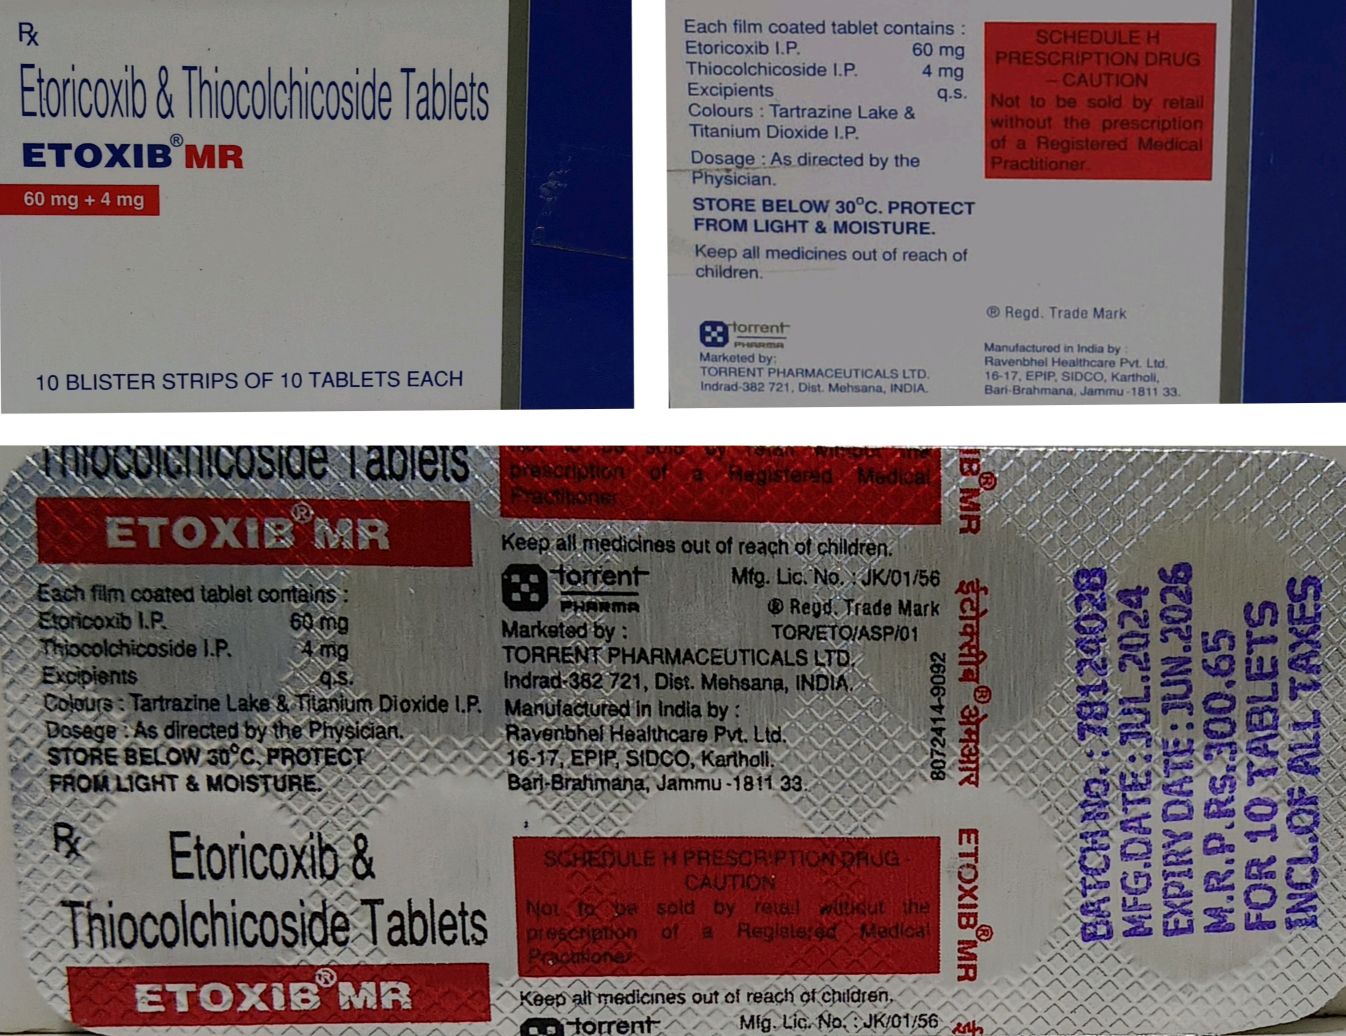 Rx
Etoricoxib & Thiocolchicoside Tablets
ETOXIB® MR
60 mg + 4 mg
10 BLISTER STRIPS OF 10 TABLETS EACH
Each film coated tablet contains :
Etoricoxib I.P. 60 mg
Thiocolchicoside I.P. 4 mg
Excipients q.s.
Colours : Tartrazine Lake &
Titanium Dioxide I.P.
Dosage : As directed by the
Physician.
STORE BELOW 30°C. PROTECT
FROM LIGHT & MOISTURE.
Keep all medicines out of reach of
children.
torrent
PHARMA
Marketed by:
TORRENT PHARMACEUTICALS LTD.
Indrad-382 721, Dist. Mehsana, INDIA.
SCHEDULE H
PRESCRIPTION DRUG
– CAUTION
Not to be sold by retail
without the prescription
of a Registered Medical
Practitioner.
® Regd. Trade Mark
Manufactured in India by :
Ravenbhel Healthcare Pvt. Ltd.
16-17, EPIP, SIDCO, Kartholi,
Bari-Brahmana, Jammu -1811 33.
Thiocolchicoside Tablets
ETOXIB® MR
Each film coated tablet contains :
Etoricoxib I.P. 60 mg
Thiocolchicoside I.P. 4 mg
Excipients q.s.
Colours : Tartrazine Lake & Titanium Dioxide I.P.
Dosage : As directed by the Physician.
STORE BELOW 30°C. PROTECT
FROM LIGHT & MOISTURE.
Rx
Etoricoxib &
Thiocolchicoside Tablets
ETOXIB® MR
Not to be sold by retail without the
prescription of a Registered Medical
Practitioner.
Keep all medicines out of reach of children.
torrent
PHARMA
Mfg. Lic. No. : JK/01/56
® Regd. Trade Mark
Marketed by : TOR/ETO/ASP/01
TORRENT PHARMACEUTICALS LTD.
Indrad-382 721, Dist. Mehsana, INDIA.
Manufactured in India by :
Ravenbhel Healthcare Pvt. Ltd.
16-17, EPIP, SIDCO, Kartholi.
Bari-Brahmana, Jammu -1811 33.
8072414-9092
SCHEDULE H PRESCRIPTION DRUG -
CAUTION
Not to be sold by retail without the
prescription of a Registered Medical
Practitioner.
Keep all medicines out of reach of children.
torrent Mfg. Lic. No. : JK/01/56
IB® MR
ईटोक्सीब® एमआर
ETOXIB® MR
BATCH No.: 78124028
MFG.DATE:JUL.2024
EXPIRY DATE:JUN.2026
M.R.P.Rs.300.65
FOR 10 TABLETS
INCL.OF ALL TAXES